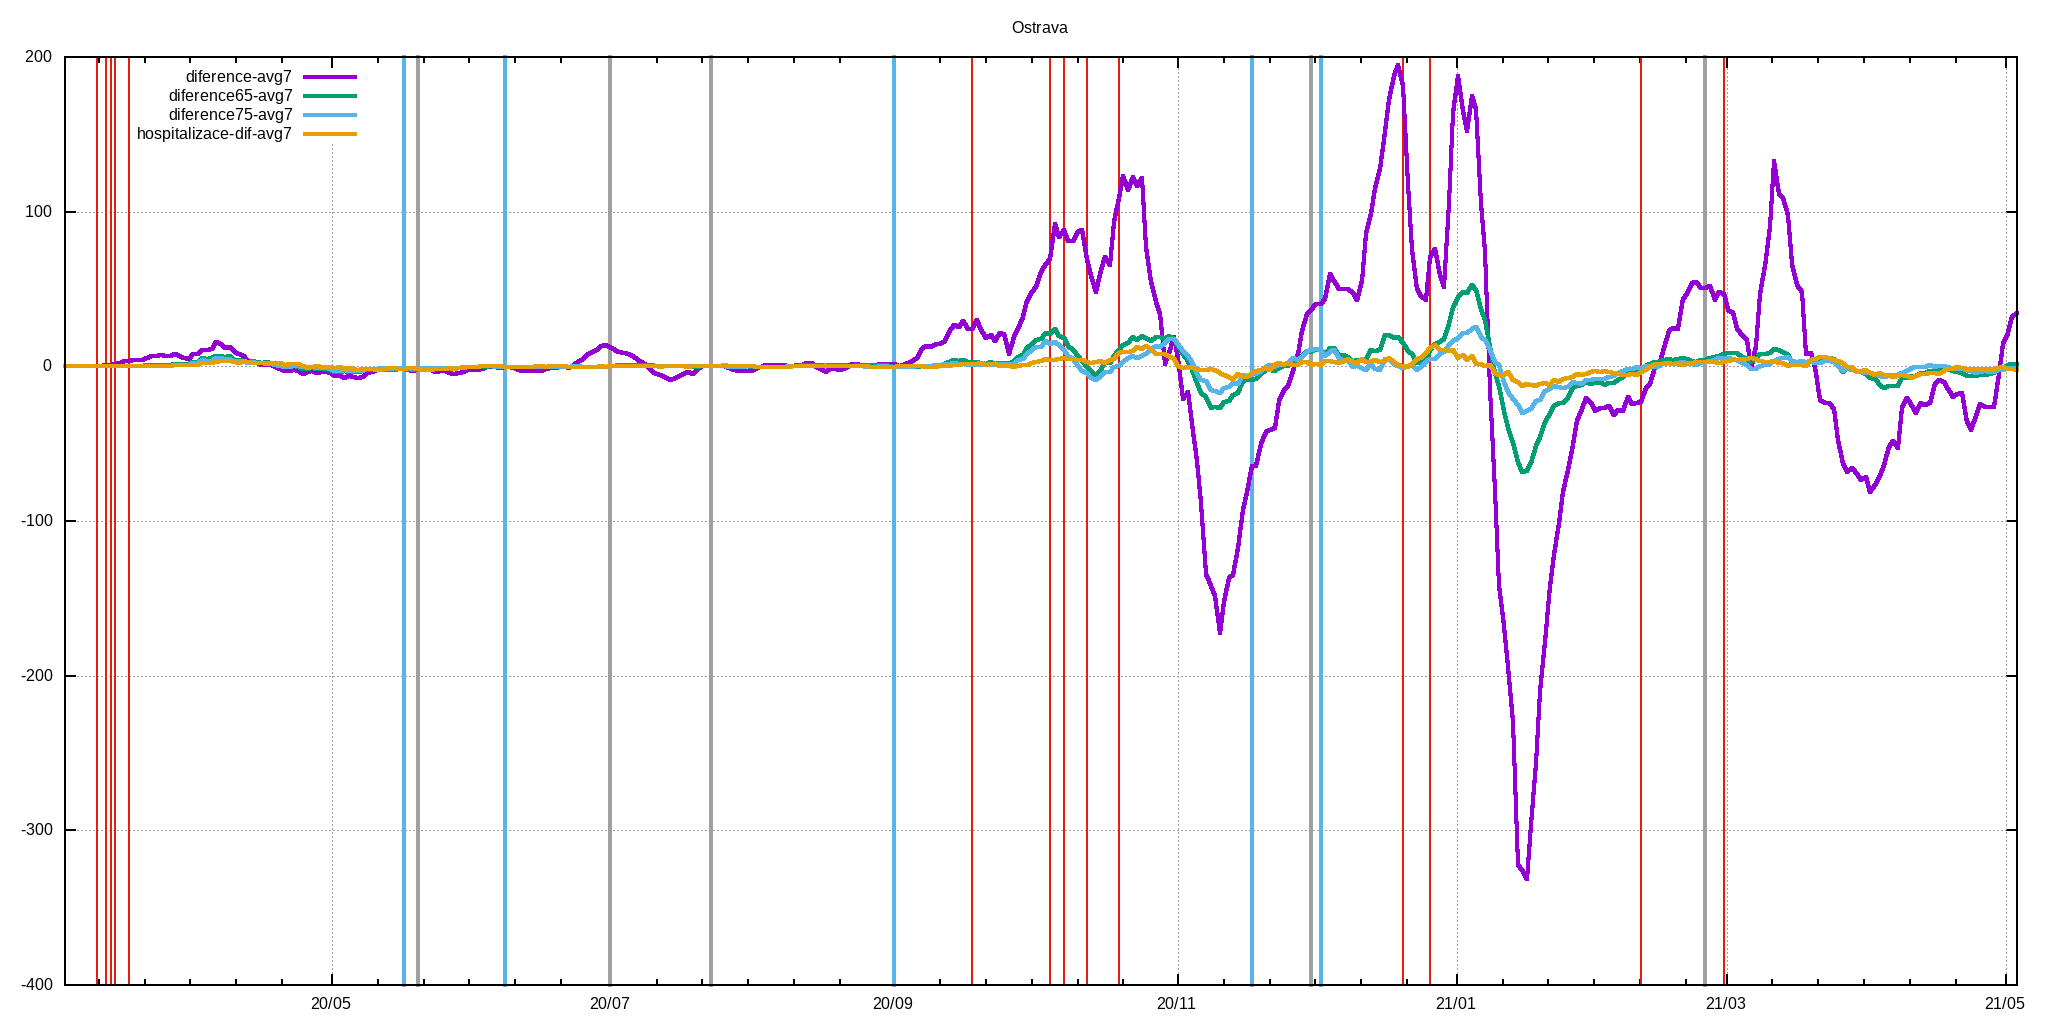 Ostrava
200
diference-avg7
diference65-avg7
diference75-avg7
hospitalizace-dif-avg7
100
0
-100
-200
-300
-400
20/05 20/07 20/09 20/11 21/01 21/03 21/05